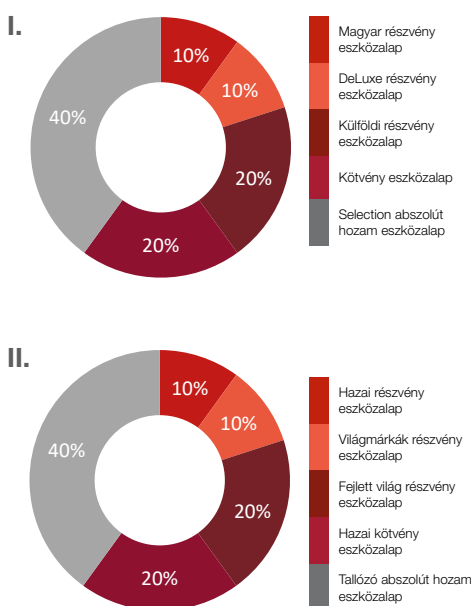 I.
10%
10%
20%
20%
40%
Magyar részvény
eszközalap
DeLuxe részvény
eszközalap
Külföldi részvény
eszközalap
Kötvény eszközalap
Selection abszolút
hozam eszközalap
II.
10%
10%
20%
20%
40%
Hazai részvény
eszközalap
Világmárkák részvény
eszközalap
Fejlett világ részvény
eszközalap
Hazai kötvény
eszközalap
Tallózó abszolút hozam
eszközalap